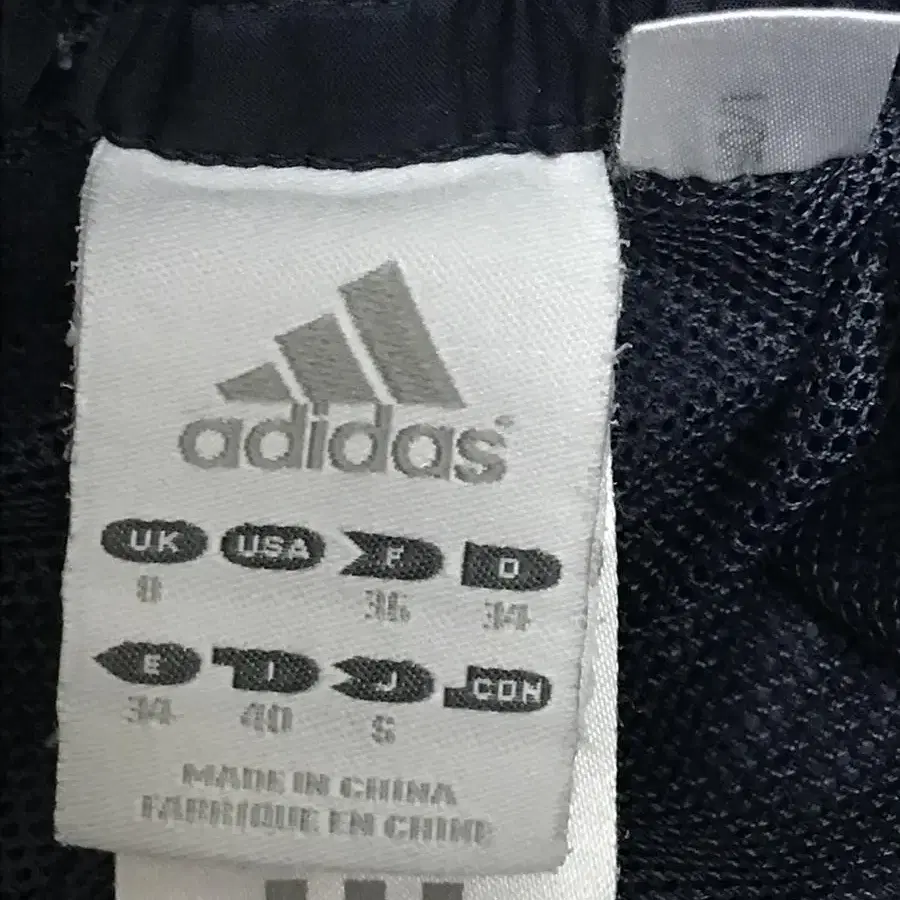 adidas
UK USA F D
8 36 34
E I J CON
34 40 S
MADE IN CHINA
FABRIQUE EN CHINE